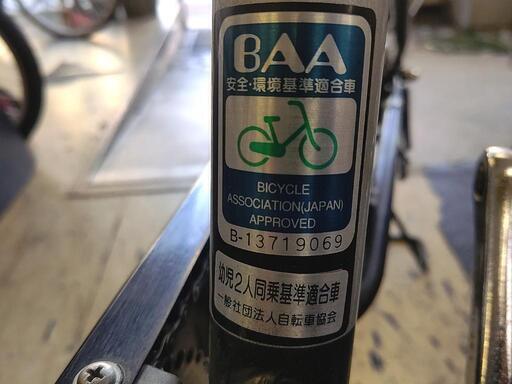 BAA
安全・環境基準適合車
BICYCLE
ASSOCIATION(JAPAN)
APPROVED
B-13719069
幼児2人同乗基準適合車
一般社団法人自転車協会